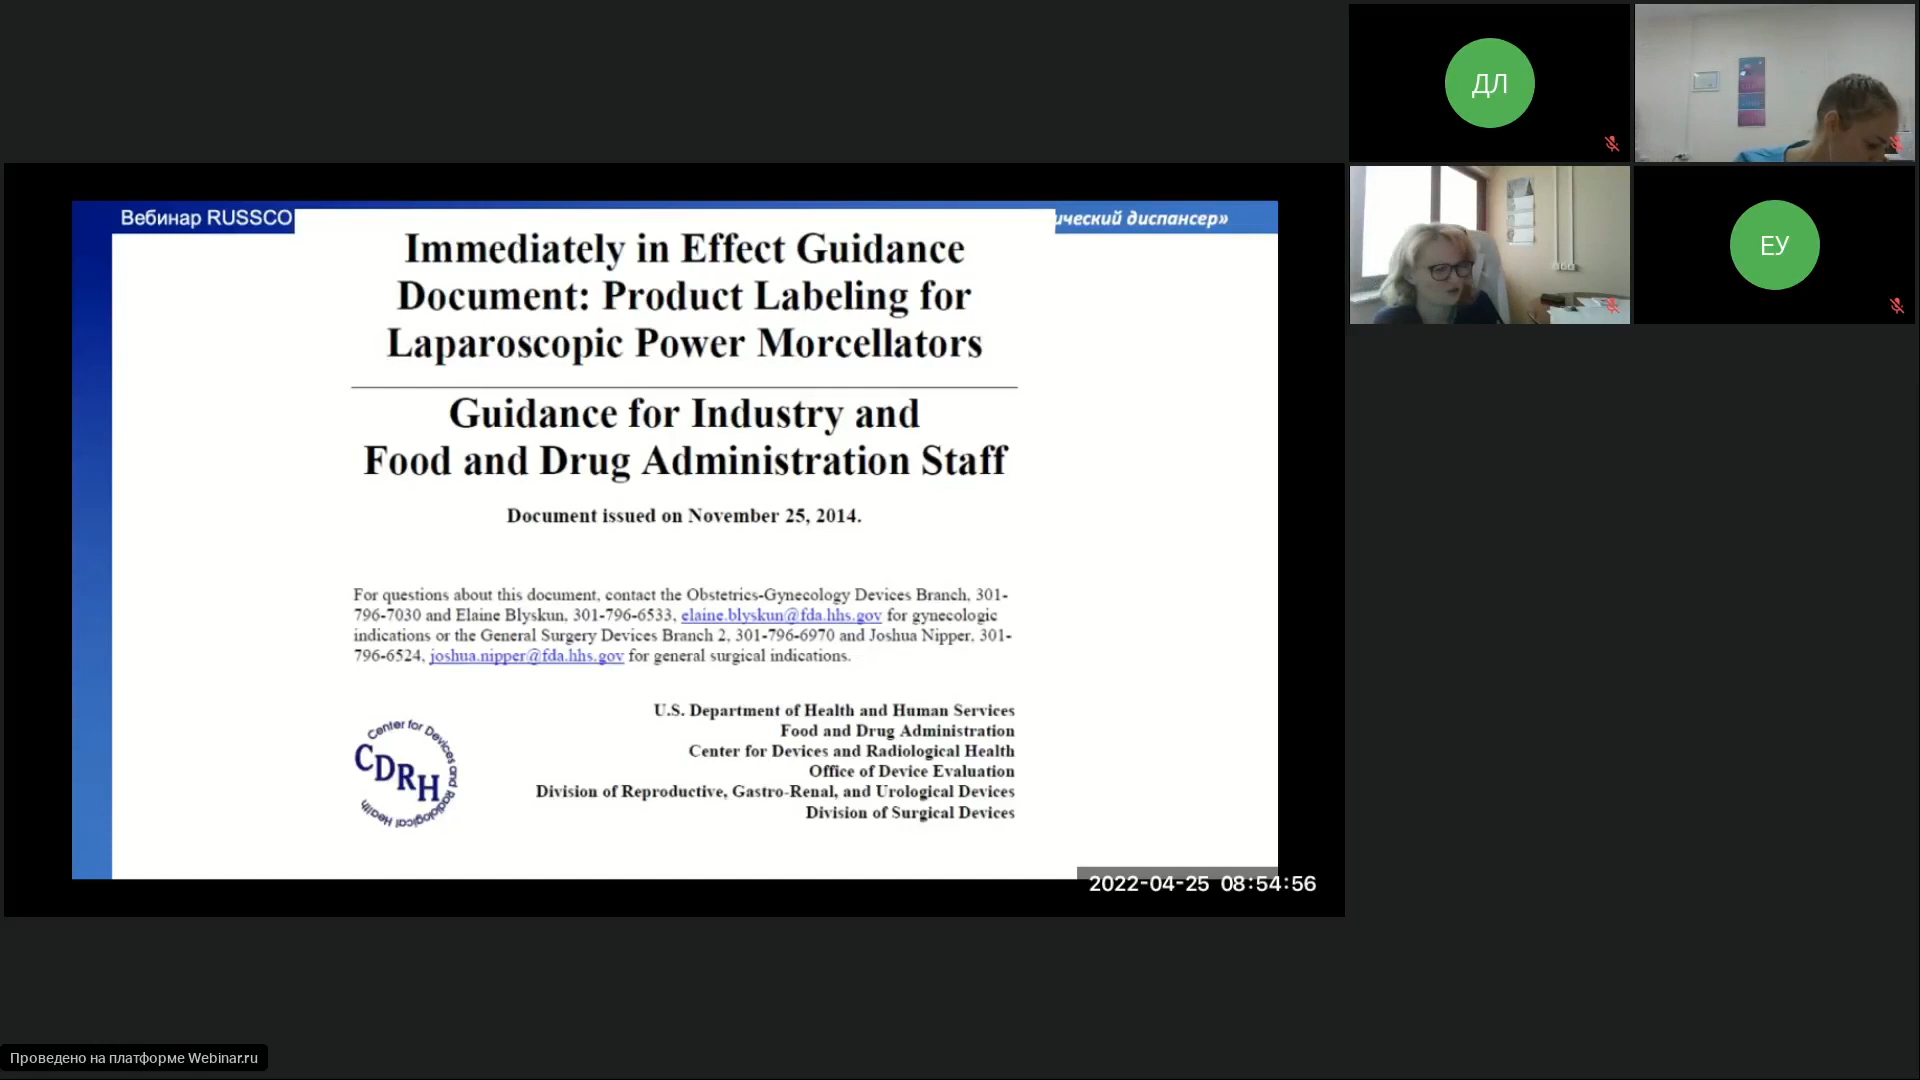 Вебинар RUSSCO
ический диспансер»
Immediately in Effect Guidance
Document: Product Labeling for
Laparoscopic Power Morcellators
Guidance for Industry and
Food and Drug Administration Staff
Document issued on November 25, 2014.
For questions about this document, contact the Obstetrics-Gynecology Devices Branch, 301-
796-7030 and Elaine Blyskun, 301-796-6533, elaine.blyskun@fda.hhs.gov for gynecologic
indications or the General Surgery Devices Branch 2, 301-796-6970 and Joshua Nipper, 301-
796-6524, joshua.nipper@fda.hhs.gov for general surgical indications.
Center for Devices and Radiological Health
CDRH
U.S. Department of Health and Human Services
Food and Drug Administration
Center for Devices and Radiological Health
Office of Device Evaluation
Division of Reproductive, Gastro-Renal, and Urological Devices
Division of Surgical Devices
2022-04-25 08:54:56
ДЛ
ЕУ
Проведено на платформе Webinar.ru